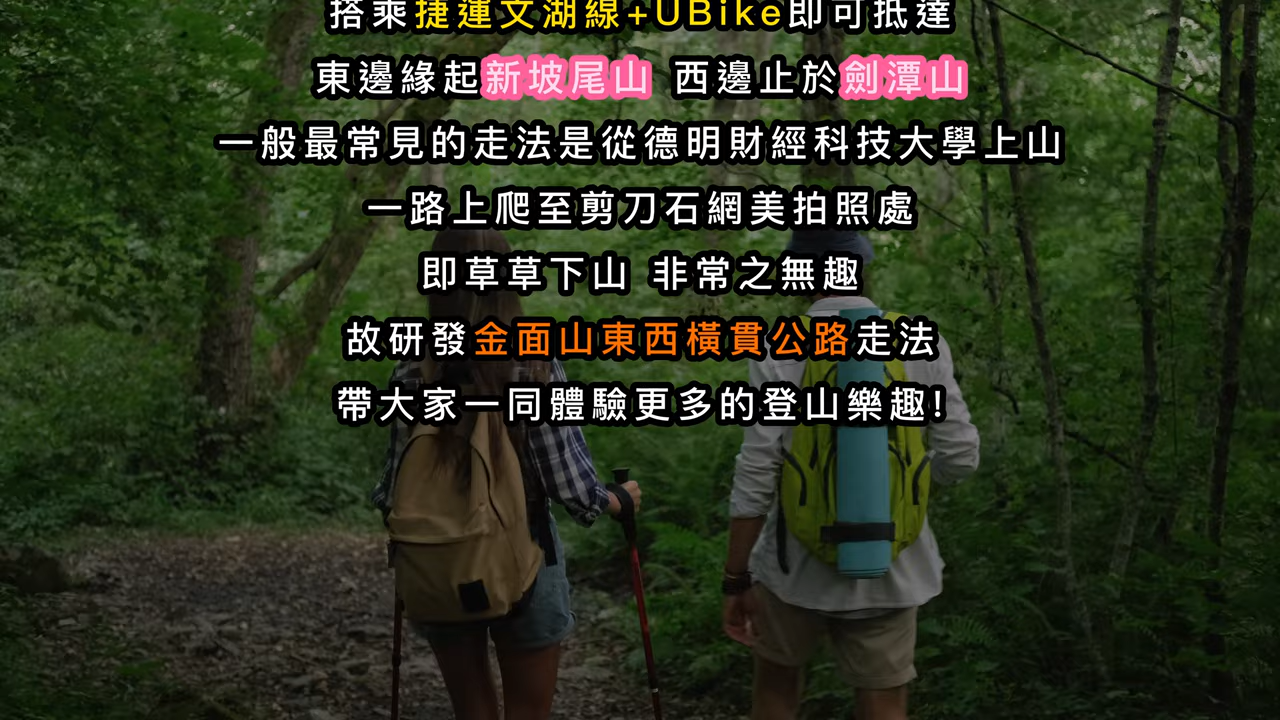 搭乘捷運文湖線+UBike即可抵達
東邊緣起新坡尾山 西邊止於劍潭山
一般最常見的走法是從德明財經科技大學上山
一路上爬至剪刀石網美拍照處
即草草下山 非常之無趣
故研發金面山東西橫貫公路走法
帶大家一同體驗更多的登山樂趣!